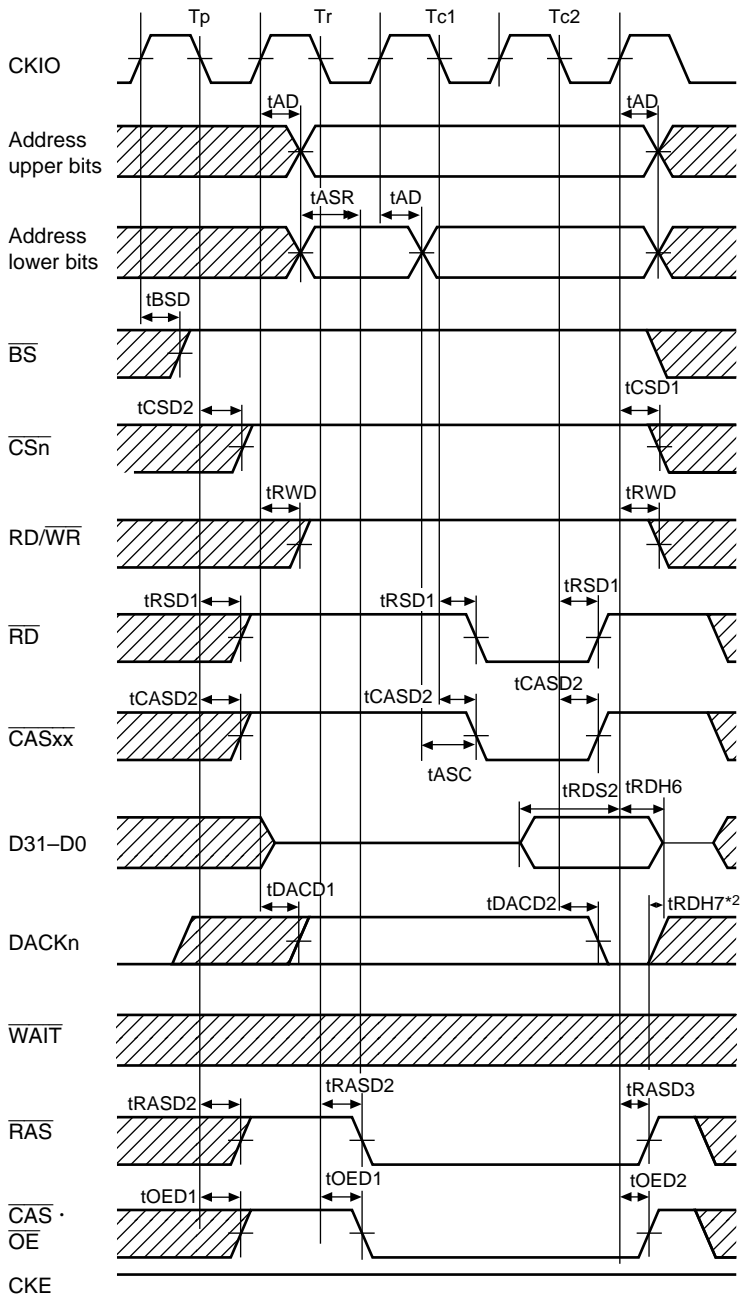 Tp Tr Tc1 Tc2
CKIO
tAD tAD
Address
upper bits
tASR tAD
Address
lower bits
tBSD
BS
tCSD2 tCSD1
CSn
tRWD tRWD
RD/WR
tRSD1 tRSD1 tRSD1
RD
tCASD2 tCASD2 tCASD2
CASxx
tASC
tRDS2 tRDH6
D31–D0
tDACD1 tDACD2 tRDH7*2
DACKn
WAIT
tRASD2 tRASD2 tRASD3
RAS
tOED1 tOED1 tOED2
CAS ·
OE
CKE